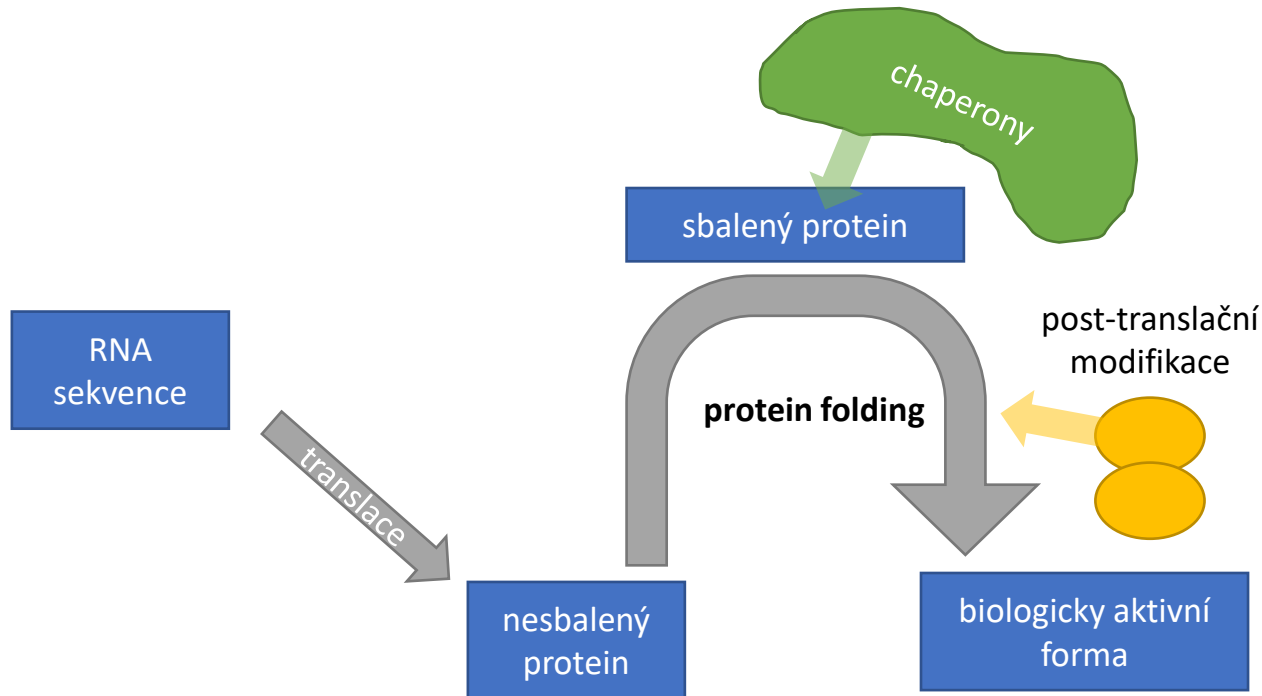 chaperony
sbalený protein
RNA
sekvence
post-translační
modifikace
protein folding
translace
nesbalený
protein
biologicky aktivní
forma